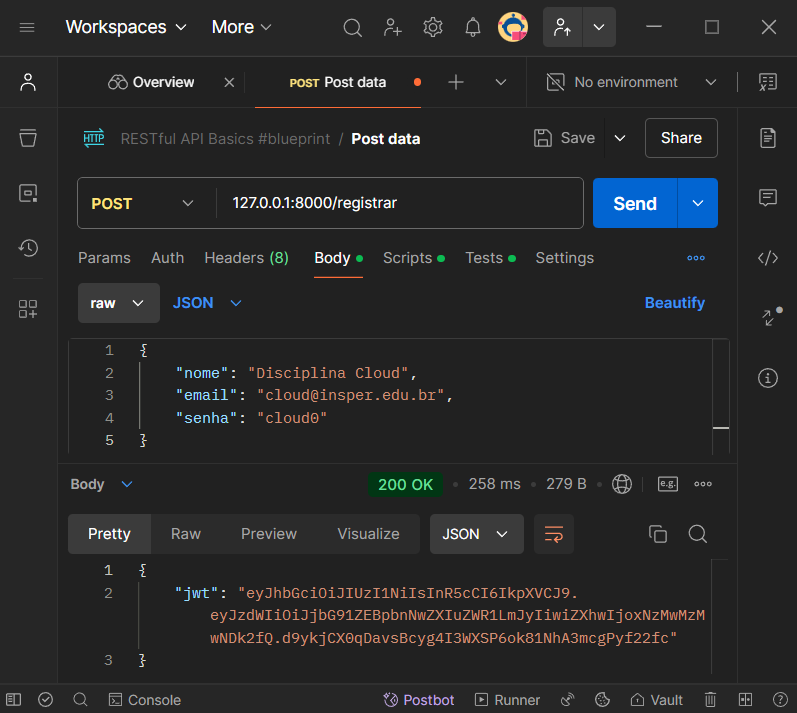 Workspaces More
Overview
POST Post data
No environment
HTTP RESTful API Basics #blueprint / Post data
Save
Share
POST 127.0.0.1:8000/registrar
Send
Params Auth Headers (8) Body Scripts Tests Settings
raw JSON Beautify
1 {
2 "nome": "Disciplina Cloud",
3 "email": "cloud@insper.edu.br",
4 "senha": "cloud0"
5 }
Body 200 OK 258 ms 279 B e.g.
Pretty Raw Preview Visualize JSON
1 {
2 "jwt": "eyJhbGciOiJIUzI1NiIsInR5cCI6IkpXVCJ9.
eyJzdWIiOiJjbG91ZEBpbnNwZXIuZWR1LmJyIiwiZXhwIjoxNzMwMzM
wNDk2fQ.d9ykjCX0qDavsBcyg4I3WXSP6ok81NhA3mcgPyf22fc"
3 }
Console Postbot Runner Vault